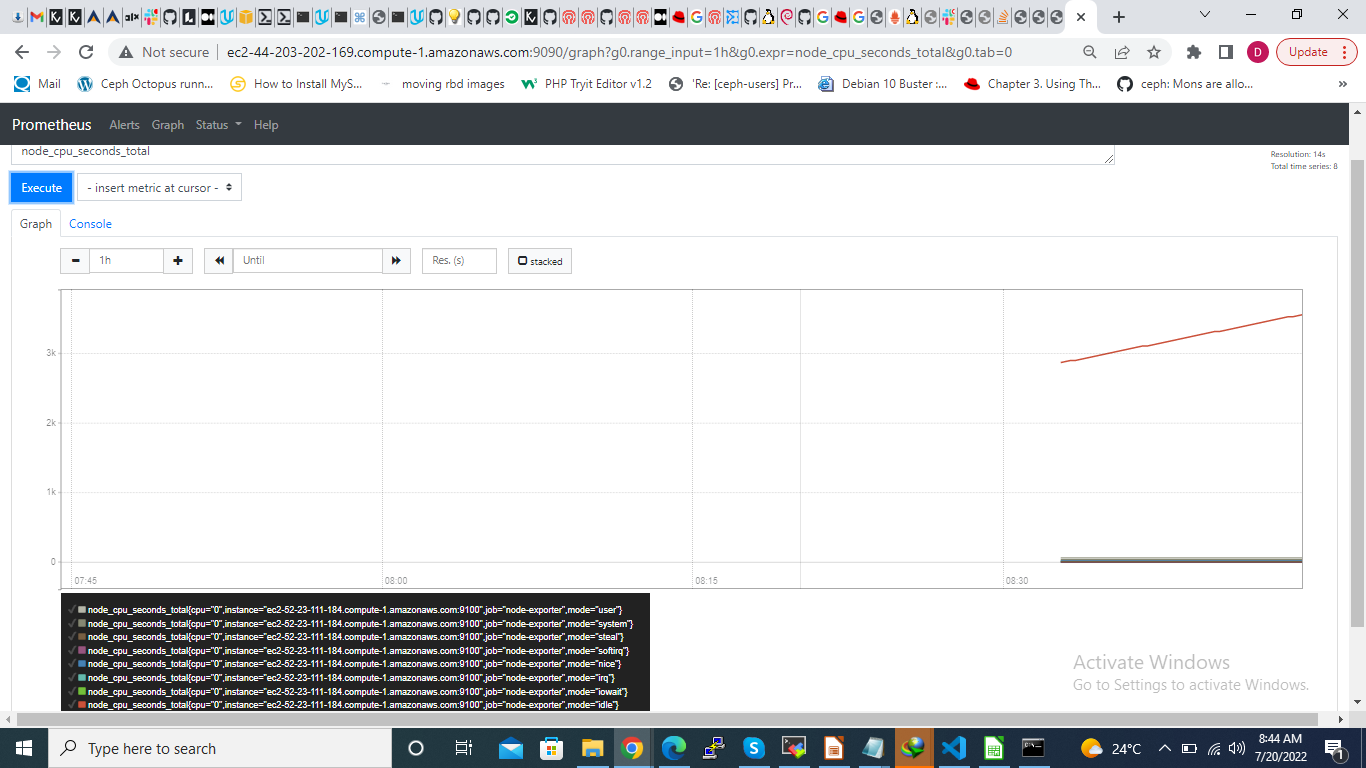 Not secure
ec2-44-203-202-169.compute-1.amazonaws.com:9090/graph?g0.range_input=1h&g0.expr=node_cpu_seconds_total&g0.tab=0
D
Update
Mail
Ceph Octopus runn...
How to Install MyS...
moving rbd images
PHP Tryit Editor v1.2
'Re: [ceph-users] Pr...
Debian 10 Buster :...
Chapter 3. Using Th...
ceph: Mons are allo...
»
Prometheus
Alerts
Graph
Status
Help
node_cpu_seconds_total
Resolution: 14s
Total time series: 8
Execute
- insert metric at cursor -
Graph
Console
1h
Until
Res. (s)
stacked
3k
2k
1k
0
07:45
08:00
08:15
08:30
node_cpu_seconds_total{cpu="0",instance="ec2-52-23-111-184.compute-1.amazonaws.com:9100",job="node-exporter",mode="user"}
node_cpu_seconds_total{cpu="0",instance="ec2-52-23-111-184.compute-1.amazonaws.com:9100",job="node-exporter",mode="system"}
node_cpu_seconds_total{cpu="0",instance="ec2-52-23-111-184.compute-1.amazonaws.com:9100",job="node-exporter",mode="steal"}
node_cpu_seconds_total{cpu="0",instance="ec2-52-23-111-184.compute-1.amazonaws.com:9100",job="node-exporter",mode="softirq"}
node_cpu_seconds_total{cpu="0",instance="ec2-52-23-111-184.compute-1.amazonaws.com:9100",job="node-exporter",mode="nice"}
node_cpu_seconds_total{cpu="0",instance="ec2-52-23-111-184.compute-1.amazonaws.com:9100",job="node-exporter",mode="irq"}
node_cpu_seconds_total{cpu="0",instance="ec2-52-23-111-184.compute-1.amazonaws.com:9100",job="node-exporter",mode="iowait"}
node_cpu_seconds_total{cpu="0",instance="ec2-52-23-111-184.compute-1.amazonaws.com:9100",job="node-exporter",mode="idle"}
Activate Windows
Go to Settings to activate Windows.
Type here to search
24°C
8:44 AM
7/20/2022
1